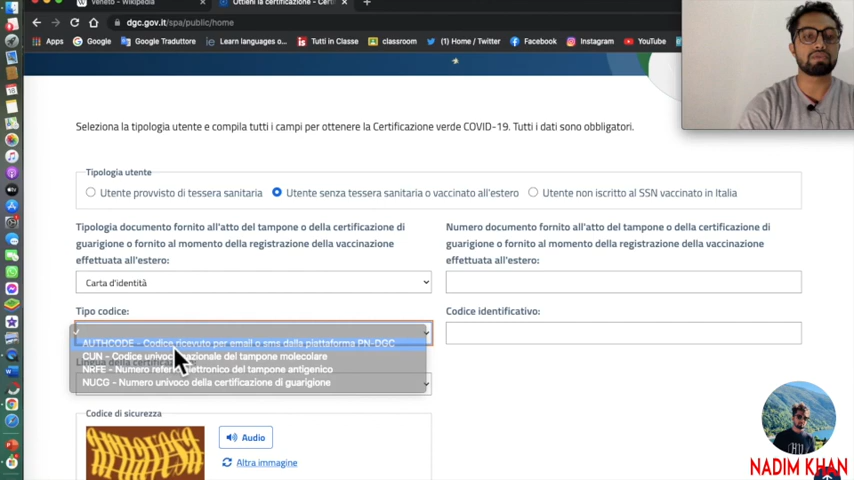 Veneto - Wikipedia
Ottieni la certificazione - Cert
dgc.gov.it/spa/public/home
Apps
Google
Google Traduttore
Learn languages o...
Tutti in Classe
classroom
(1) Home / Twitter
Facebook
Instagram
YouTube
Seleziona la tipologia utente e compila tutti i campi per ottenere la Certificazione verde COVID-19. Tutti i dati sono obbligatori.
Tipologia utente
Utente provvisto di tessera sanitaria
Utente senza tessera sanitaria o vaccinato all'estero
Utente non iscritto al SSN vaccinato in Italia
Tipologia documento fornito all'atto del tampone o della certificazione di
guarigione o fornito al momento della registrazione della vaccinazione
effettuata all'estero:
Numero documento fornito all'atto del tampone o della certificazione di
guarigione o fornito al momento della registrazione della vaccinazione
effettuata all'estero:
Carta d'identità
Tipo codice:
Codice identificativo:
AUTHCODE - Codice ricevuto per email o sms dalla piattaforma PN-DGC
CUN - Codice univoco nazionale del tampone molecolare
NRFE - Numero referto elettronico del tampone antigenico
NUCG - Numero univoco della certificazione di guarigione
Lingua della certific
Codice di sicurezza
Audio
Altra immagine
NADIM KHAN